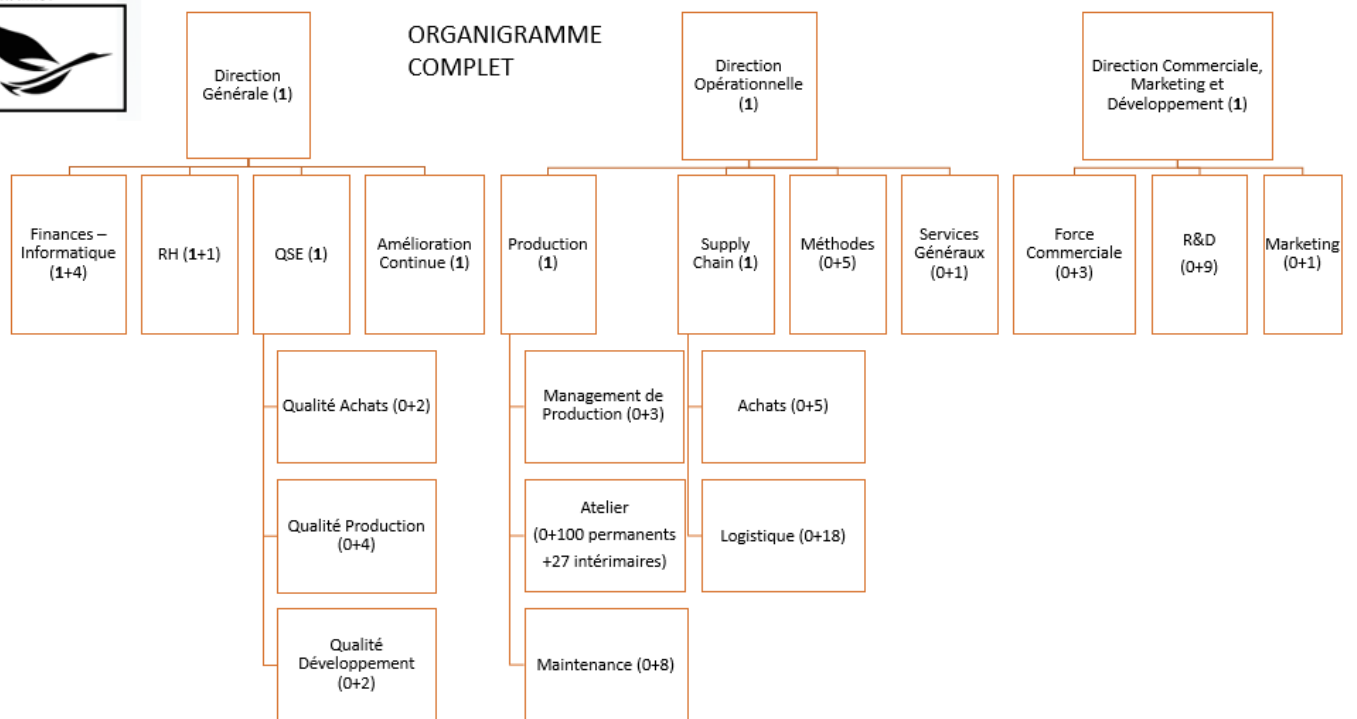 ORGANIGRAMME
COMPLET
Direction
Générale (1)
Direction
Opérationnelle
(1)
Direction Commerciale,
Marketing et
Développement (1)
Finances –
Informatique
(1+4)
RH (1+1)
QSE (1)
Amélioration
Continue (1)
Production
(1)
Supply
Chain (1)
Méthodes
(0+5)
Services
Généraux
(0+1)
Force
Commerciale
(0+3)
R&D
(0+9)
Marketing
(0+1)
Qualité Achats (0+2)
Management de
Production (0+3)
Achats (0+5)
Qualité Production
(0+4)
Atelier
(0+100 permanents
+27 intérimaires)
Logistique (0+18)
Qualité
Développement
(0+2)
Maintenance (0+8)